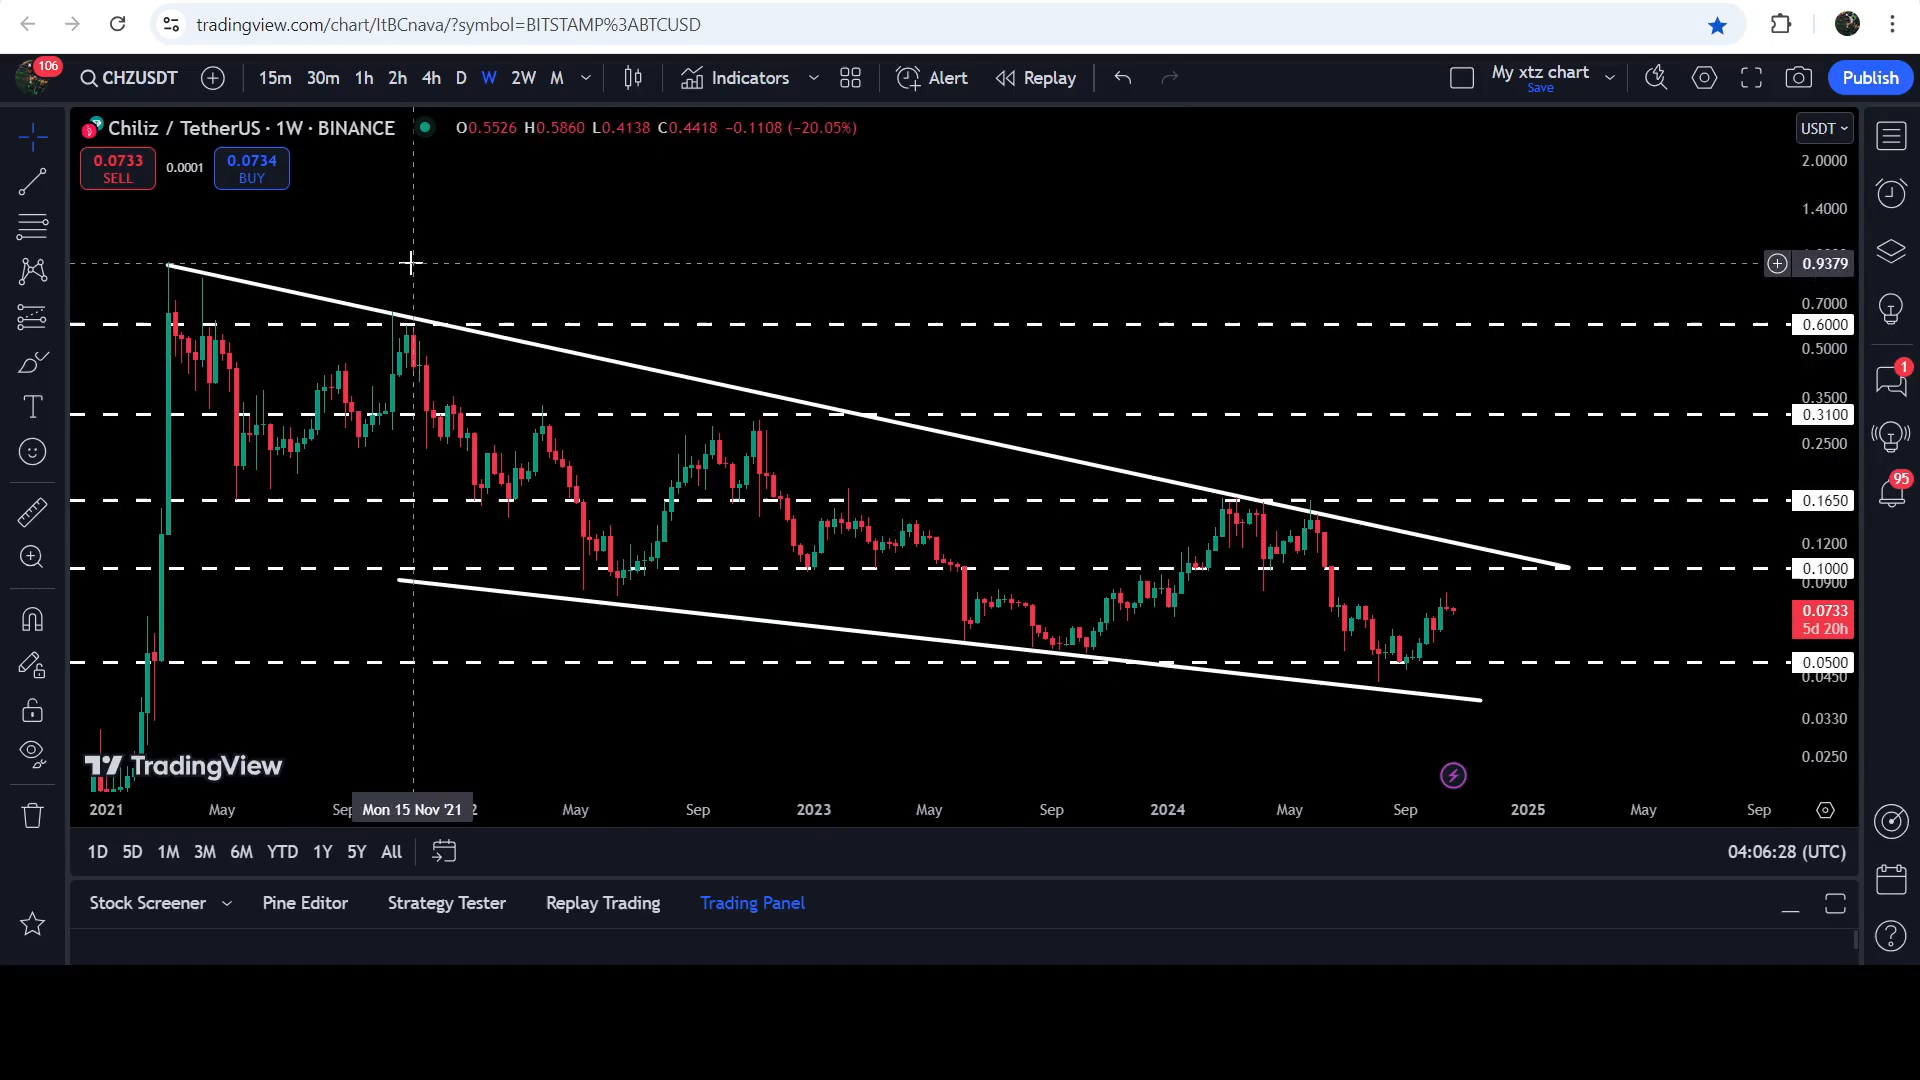 tradingview.com/chart/ItBCnava/?symbol=BITSTAMP%3ABTCUSD
106 CHZUSDT 15m 30m 1h 2h 4h D W 2W M Indicators Alert Replay My xtz chart Save Publish
Chiliz / TetherUS · 1W · BINANCE O0.5526 H0.5860 L0.4138 C0.4418 −0.1108 (−20.05%)
USDT
0.0733 SELL 0.0001 0.0734 BUY
2.0000
1.4000
0.9379
0.7000
0.6000
0.5000
0.3500
0.3100
0.2500
0.1650
0.1200
0.1000
0.0900
0.0733
5d 20h
0.0500
0.0450
0.0330
0.0250
1
95
TradingView
2021 May Sep Mon 15 Nov '21 2 May Sep 2023 May Sep 2024 May Sep 2025 May Sep
1D 5D 1M 3M 6M YTD 1Y 5Y All 04:06:28 (UTC)
Stock Screener Pine Editor Strategy Tester Replay Trading Trading Panel